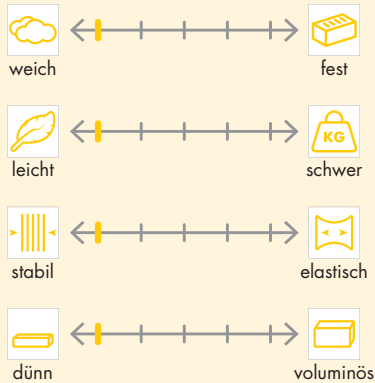 weich fest
KG
leicht schwer
stabil elastisch
dünn voluminös